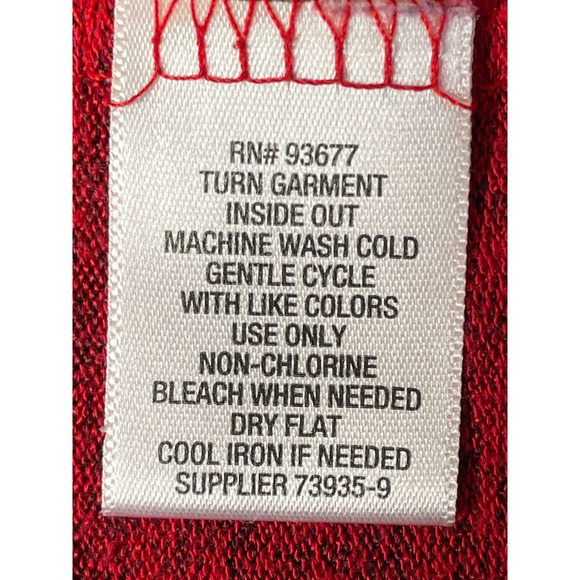 RN# 93677
TURN GARMENT
INSIDE OUT
MACHINE WASH COLD
GENTLE CYCLE
WITH LIKE COLORS
USE ONLY
NON-CHLORINE
BLEACH WHEN NEEDED
DRY FLAT
COOL IRON IF NEEDED
SUPPLIER 73935-9